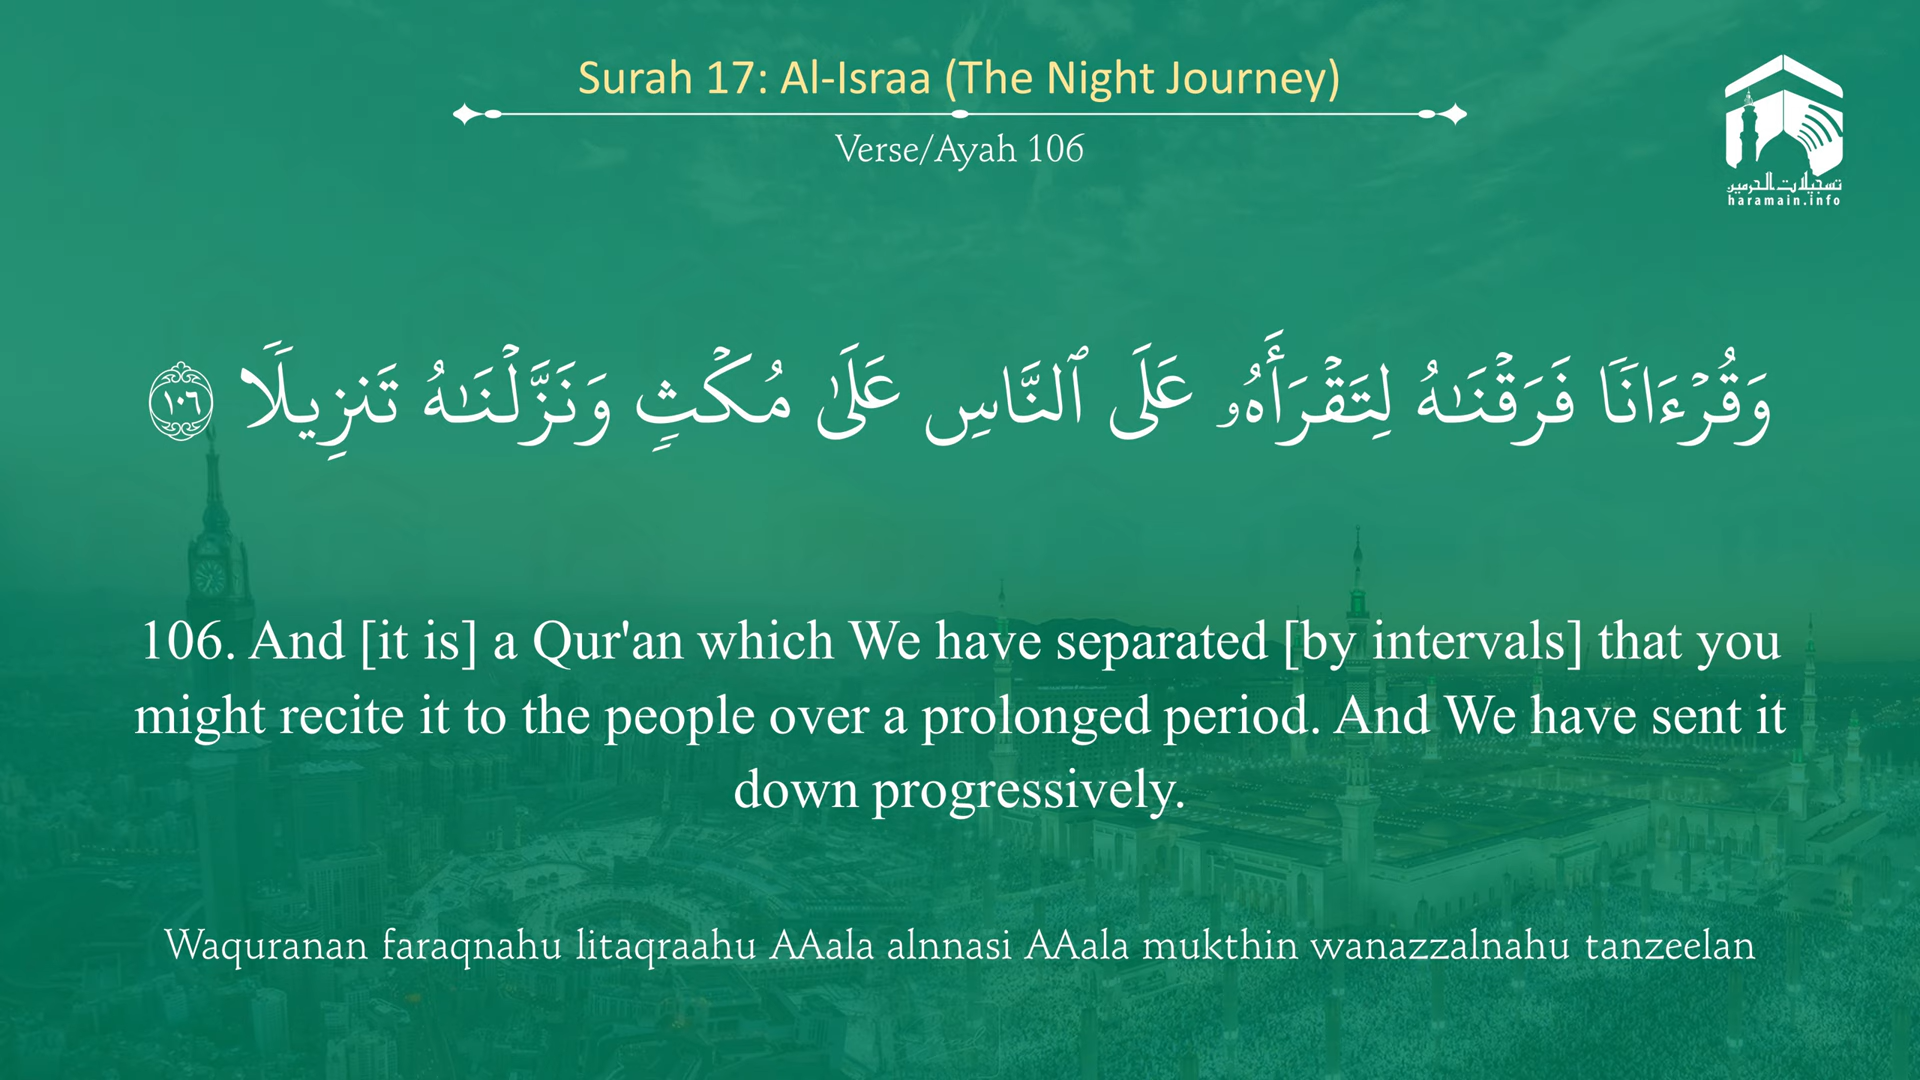 Surah 17: Al-Israa (The Night Journey)
Verse/Ayah 106
تسجيلات الحرمين
haramain.info
وَقُرْءَانًا فَرَقْنَـٰهُ لِتَقْرَأَهُۥ عَلَى ٱلنَّاسِ عَلَىٰ مُكْثٍ وَنَزَّلْنَـٰهُ تَنزِيلًا ١٠٦
106. And [it is] a Qur'an which We have separated [by intervals] that you
might recite it to the people over a prolonged period. And We have sent it
down progressively.
Waquranan faraqnahu litaqraahu AAala alnnasi AAala mukthin wanazzalnahu tanzeelan